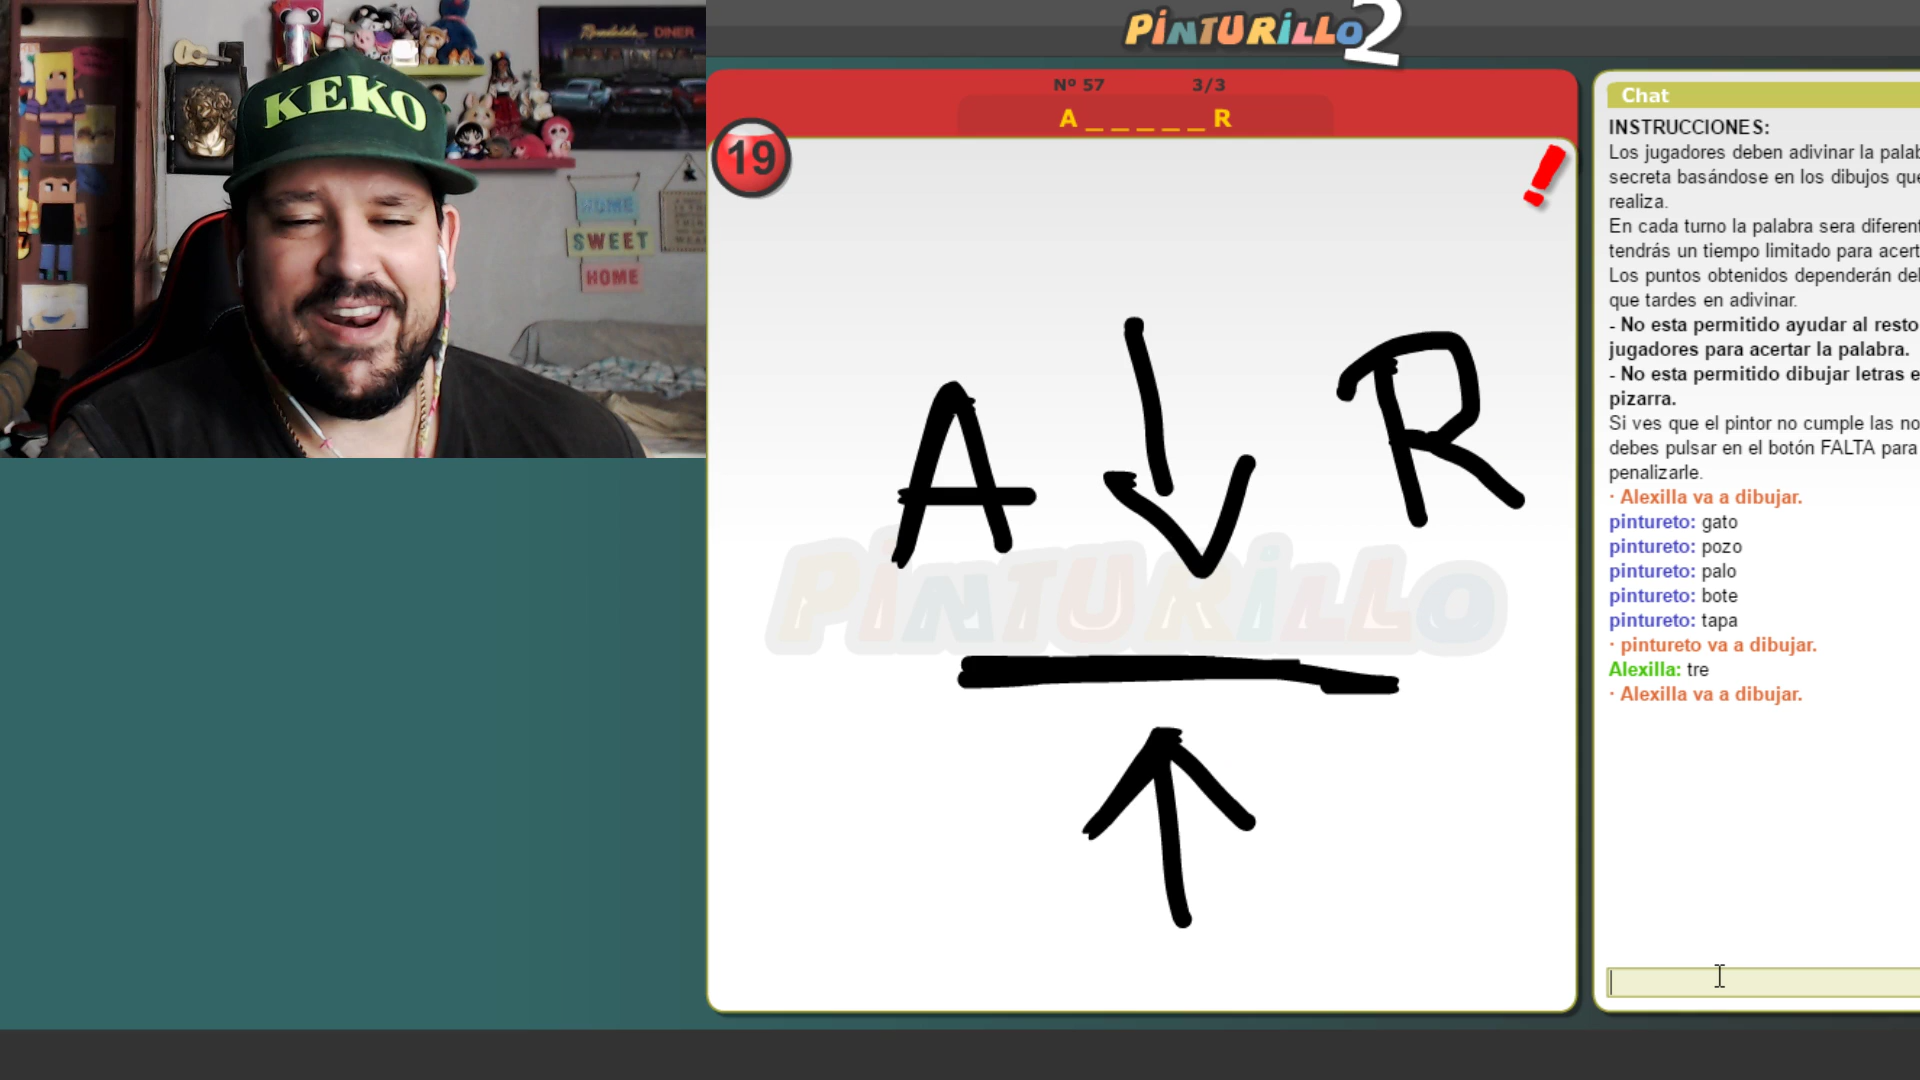 KEKO
Roadside DINER
HOME
SWEET
HOME
PiNTURiLLO 2
Nº 57 3/3
A _ _ _ _ _ R
19
A R
PiNTURiLLO
Chat
INSTRUCCIONES:
Los jugadores deben adivinar la palab
secreta basándose en los dibujos que
realiza.
En cada turno la palabra sera diferent
tendrás un tiempo limitado para acert
Los puntos obtenidos dependerán del
que tardes en adivinar.
- No esta permitido ayudar al resto
jugadores para acertar la palabra.
- No esta permitido dibujar letras e
pizarra.
Si ves que el pintor no cumple las no
debes pulsar en el botón FALTA para
penalizarle.
· Alexilla va a dibujar.
pintureto: gato
pintureto: pozo
pintureto: palo
pintureto: bote
pintureto: tapa
· pintureto va a dibujar.
Alexilla: tre
· Alexilla va a dibujar.